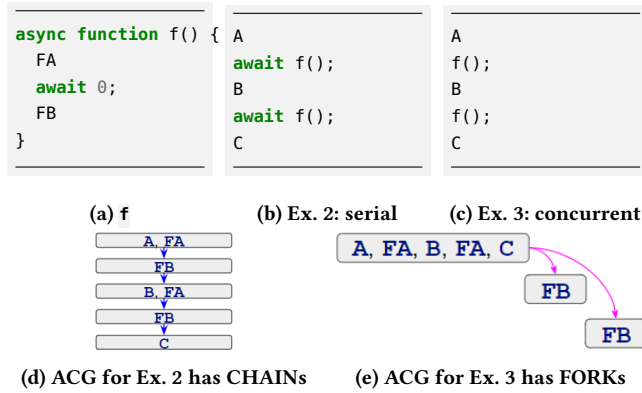 async function f() {
FA
await 0;
FB
}
A
await f();
B
await f();
C
A
f();
B
f();
C
(a) f
(b) Ex. 2: serial
(c) Ex. 3: concurrent
A, FA
FB
B, FA
FB
C
A, FA, B, FA, C
FB
FB
(d) ACG for Ex. 2 has CHAINs
(e) ACG for Ex. 3 has FORKs